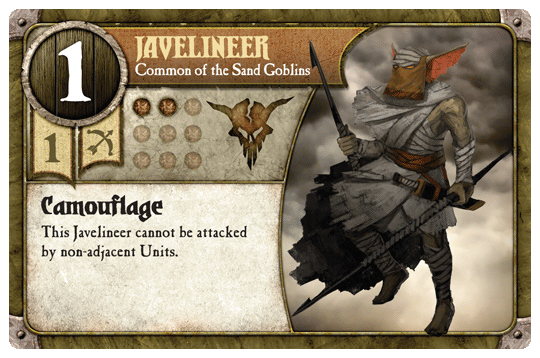 1
JAVELINEER
Common of the Sand Goblins
1
Camouflage
This Javelineer cannot be attacked
by non-adjacent Units.